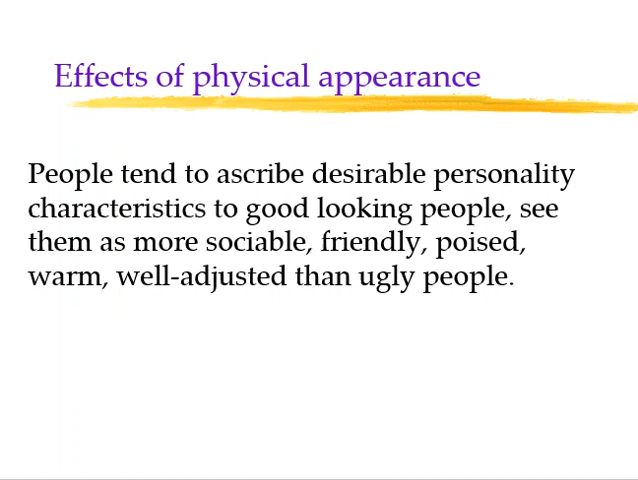 Effects of physical appearance
People tend to ascribe desirable personality
characteristics to good looking people, see
them as more sociable, friendly, poised,
warm, well-adjusted than ugly people.